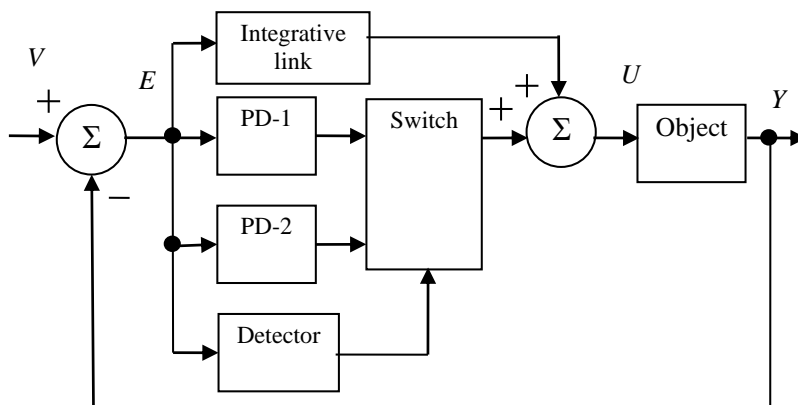 Integrative
link
V
E
U
Y
+
+
+
+
Σ
PD-1
Switch
Σ
Object
−
PD-2
Detector